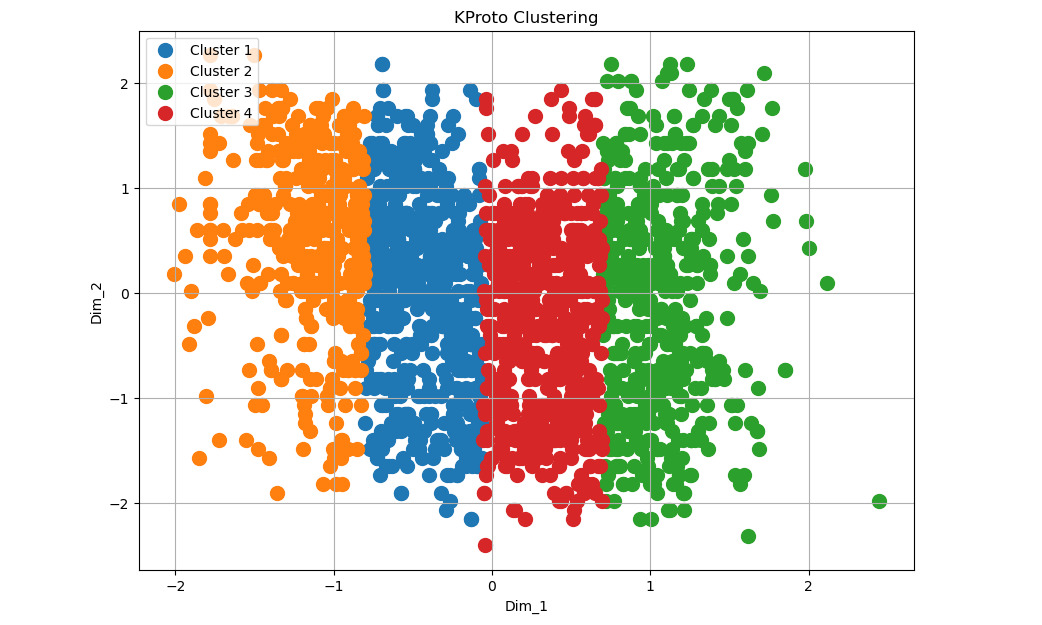 KProto Clustering
Cluster 1
Cluster 2
Cluster 3
Cluster 4
2
1
0
−1
−2
Dim_2
−2
−1
0
1
2
Dim_1